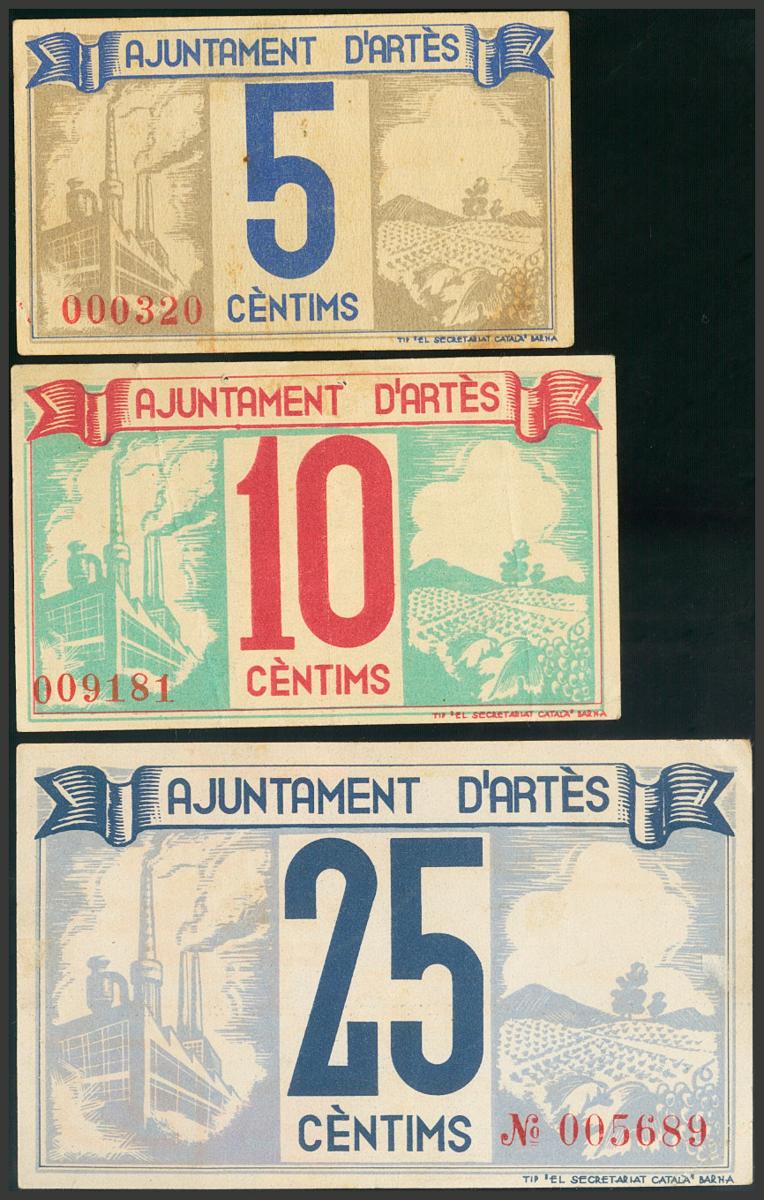 AJUNTAMENT D'ARTÈS
5
CÈNTIMS
000320
TIP "EL SECRETARIAT CATALÀ" BARNA
AJUNTAMENT D'ARTÈS
10
CÈNTIMS
009181
TIP "EL SECRETARIAT CATALÀ" BARNA
AJUNTAMENT D'ARTÈS
25
CÈNTIMS
Nº 005689
TIP "EL SECRETARIAT CATALÀ" BARNA